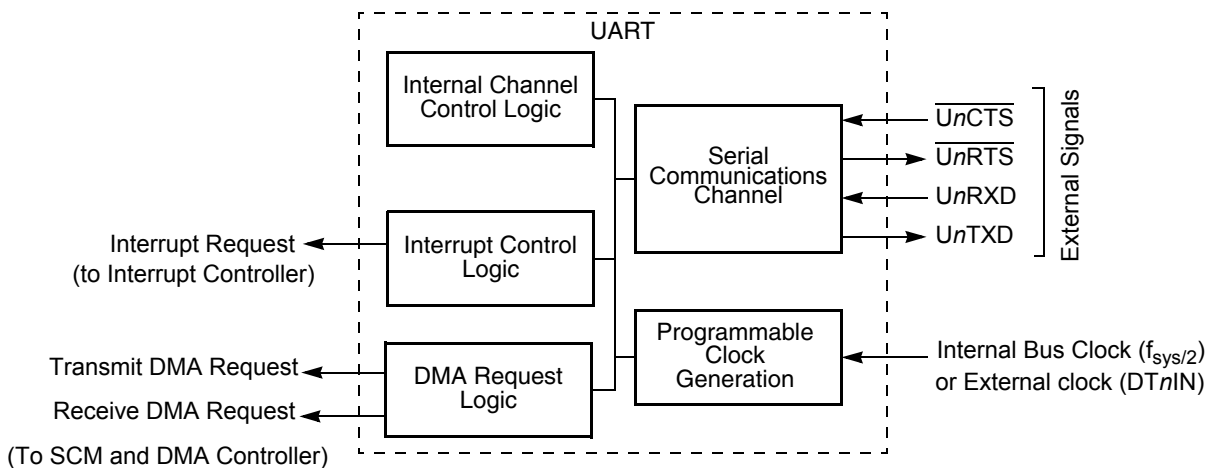 UART
Internal Channel
Control Logic
Serial
Communications
Channel
UnCTS
UnRTS
UnRXD
UnTXD
External Signals
Interrupt Request
(to Interrupt Controller)
Interrupt Control
Logic
Programmable
Clock
Generation
Internal Bus Clock (fsys/2)
or External clock (DTnIN)
Transmit DMA Request
Receive DMA Request
(To SCM and DMA Controller)
DMA Request
Logic